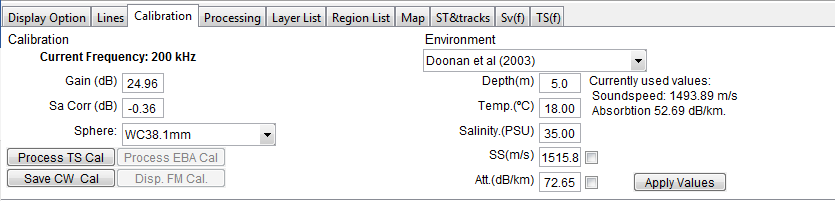 Display Option Lines Calibration Processing Layer List Region List Map ST&tracks Sv(f) TS(f)
Calibration
Current Frequency: 200 kHz
Gain (dB) 24.96
Sa Corr (dB) -0.36
Sphere: WC38.1mm
Process TS Cal Process EBA Cal
Save CW Cal Disp. FM Cal.
Environment
Doonan et al (2003)
Depth(m) 5.0
Temp.(ºC) 18.00
Salinity.(PSU) 35.00
SS(m/s) 1515.8
Att.(dB/km) 72.65
Currently used values:
Soundspeed: 1493.89 m/s
Absorbtion 52.69 dB/km.
Apply Values